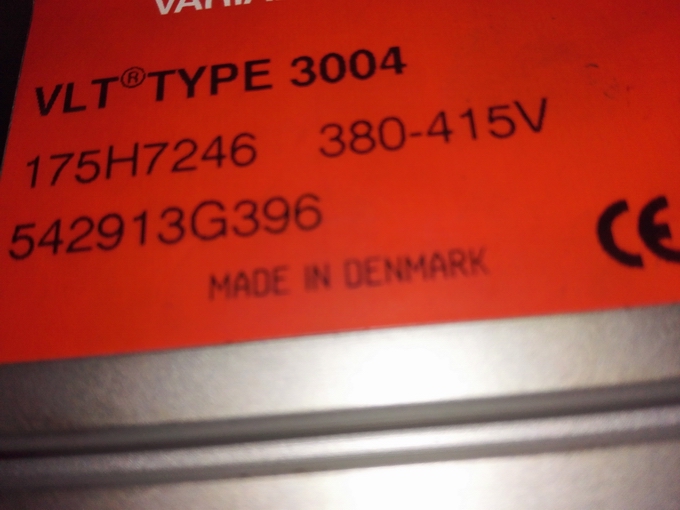 VLT® TYPE 3004
175H7246 380-415V
542913G396
CE
MADE IN DENMARK